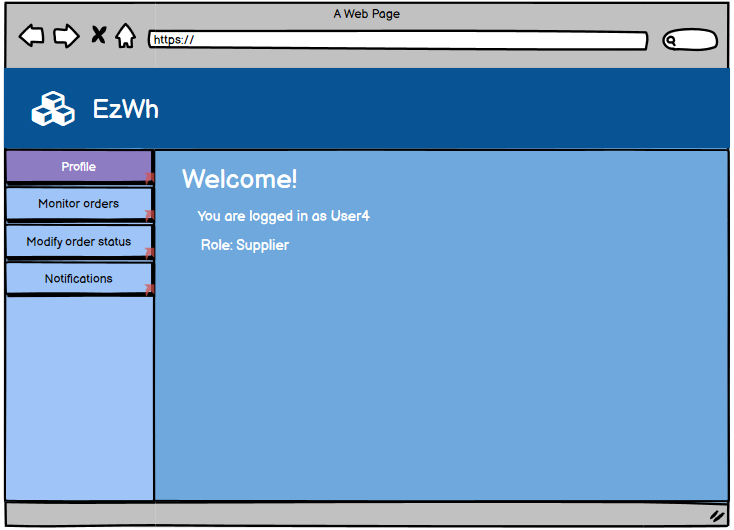 A Web Page
https://
EzWh
Profile
Monitor orders
Modify order status
Notifications
Welcome!
You are logged in as User4
Role: Supplier